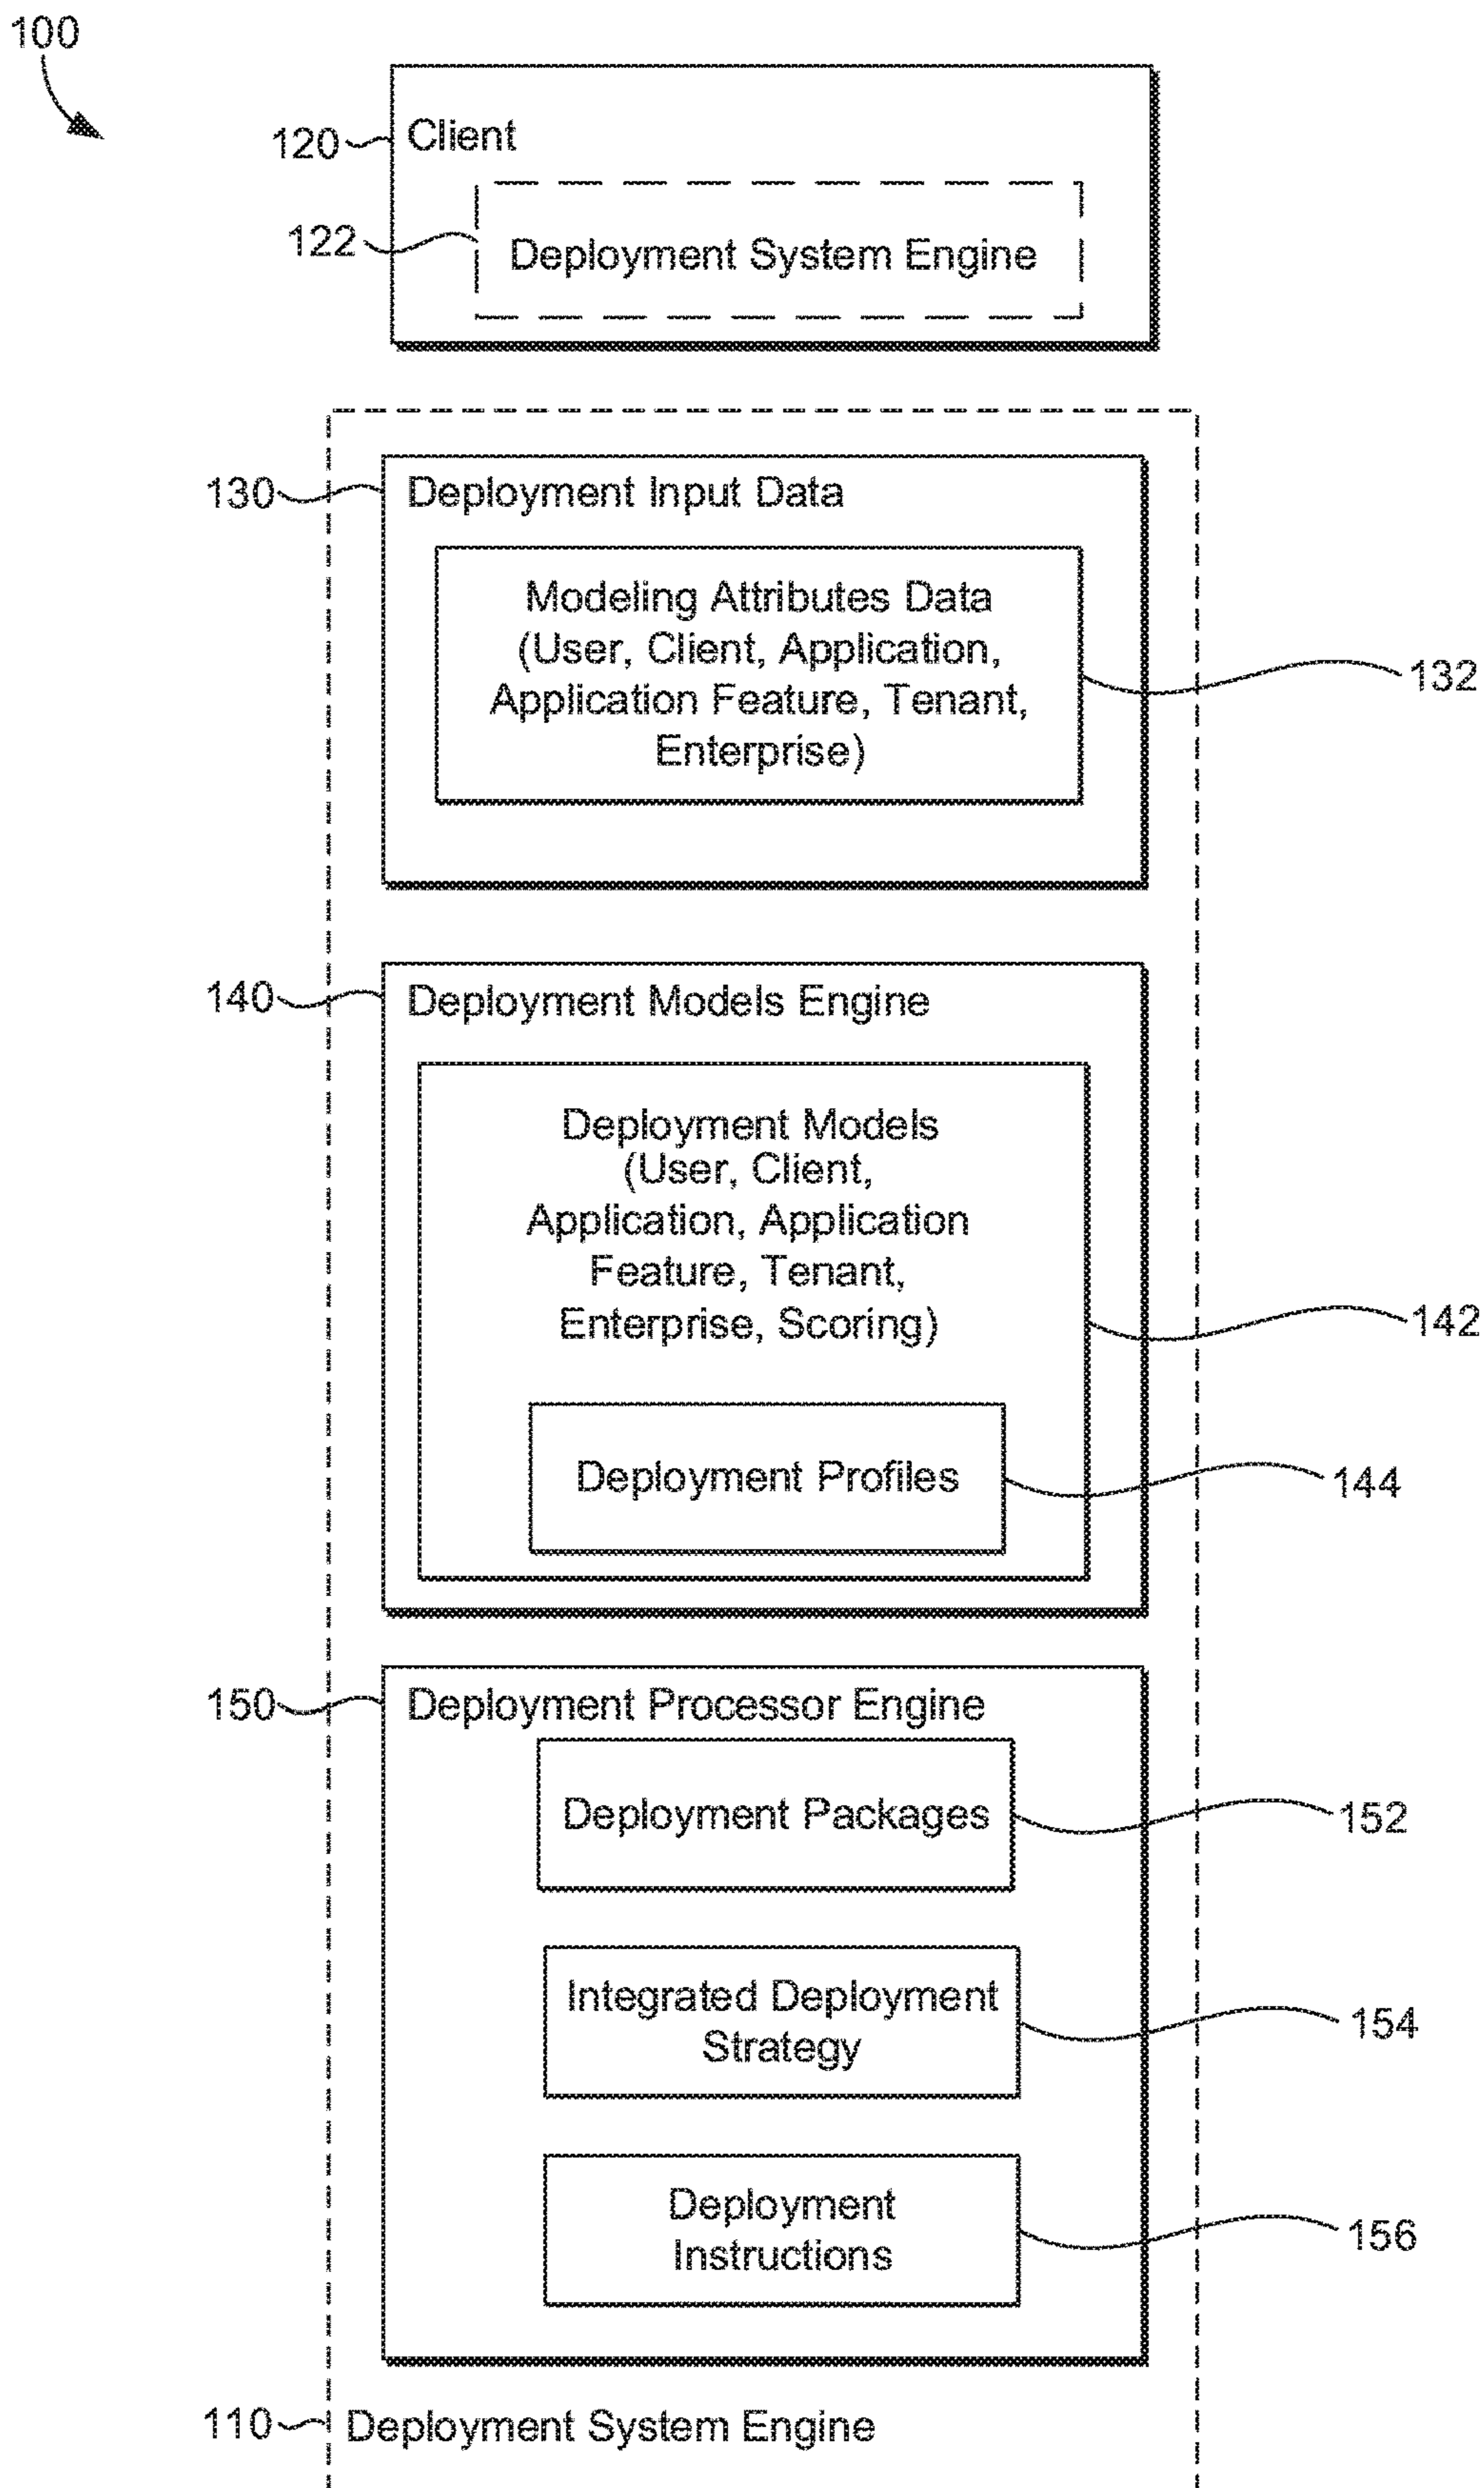 100
120
Client
122
Deployment System Engine
130
Deployment Input Data
Modeling Attributes Data
(User, Client, Application,
Application Feature, Tenant,
Enterprise)
132
140
Deployment Models Engine
Deployment Models
(User, Client,
Application, Application
Feature, Tenant,
Enterprise, Scoring)
142
Deployment Profiles
144
150
Deployment Processor Engine
Deployment Packages
152
Integrated Deployment
Strategy
154
Deployment
Instructions
156
110
Deployment System Engine